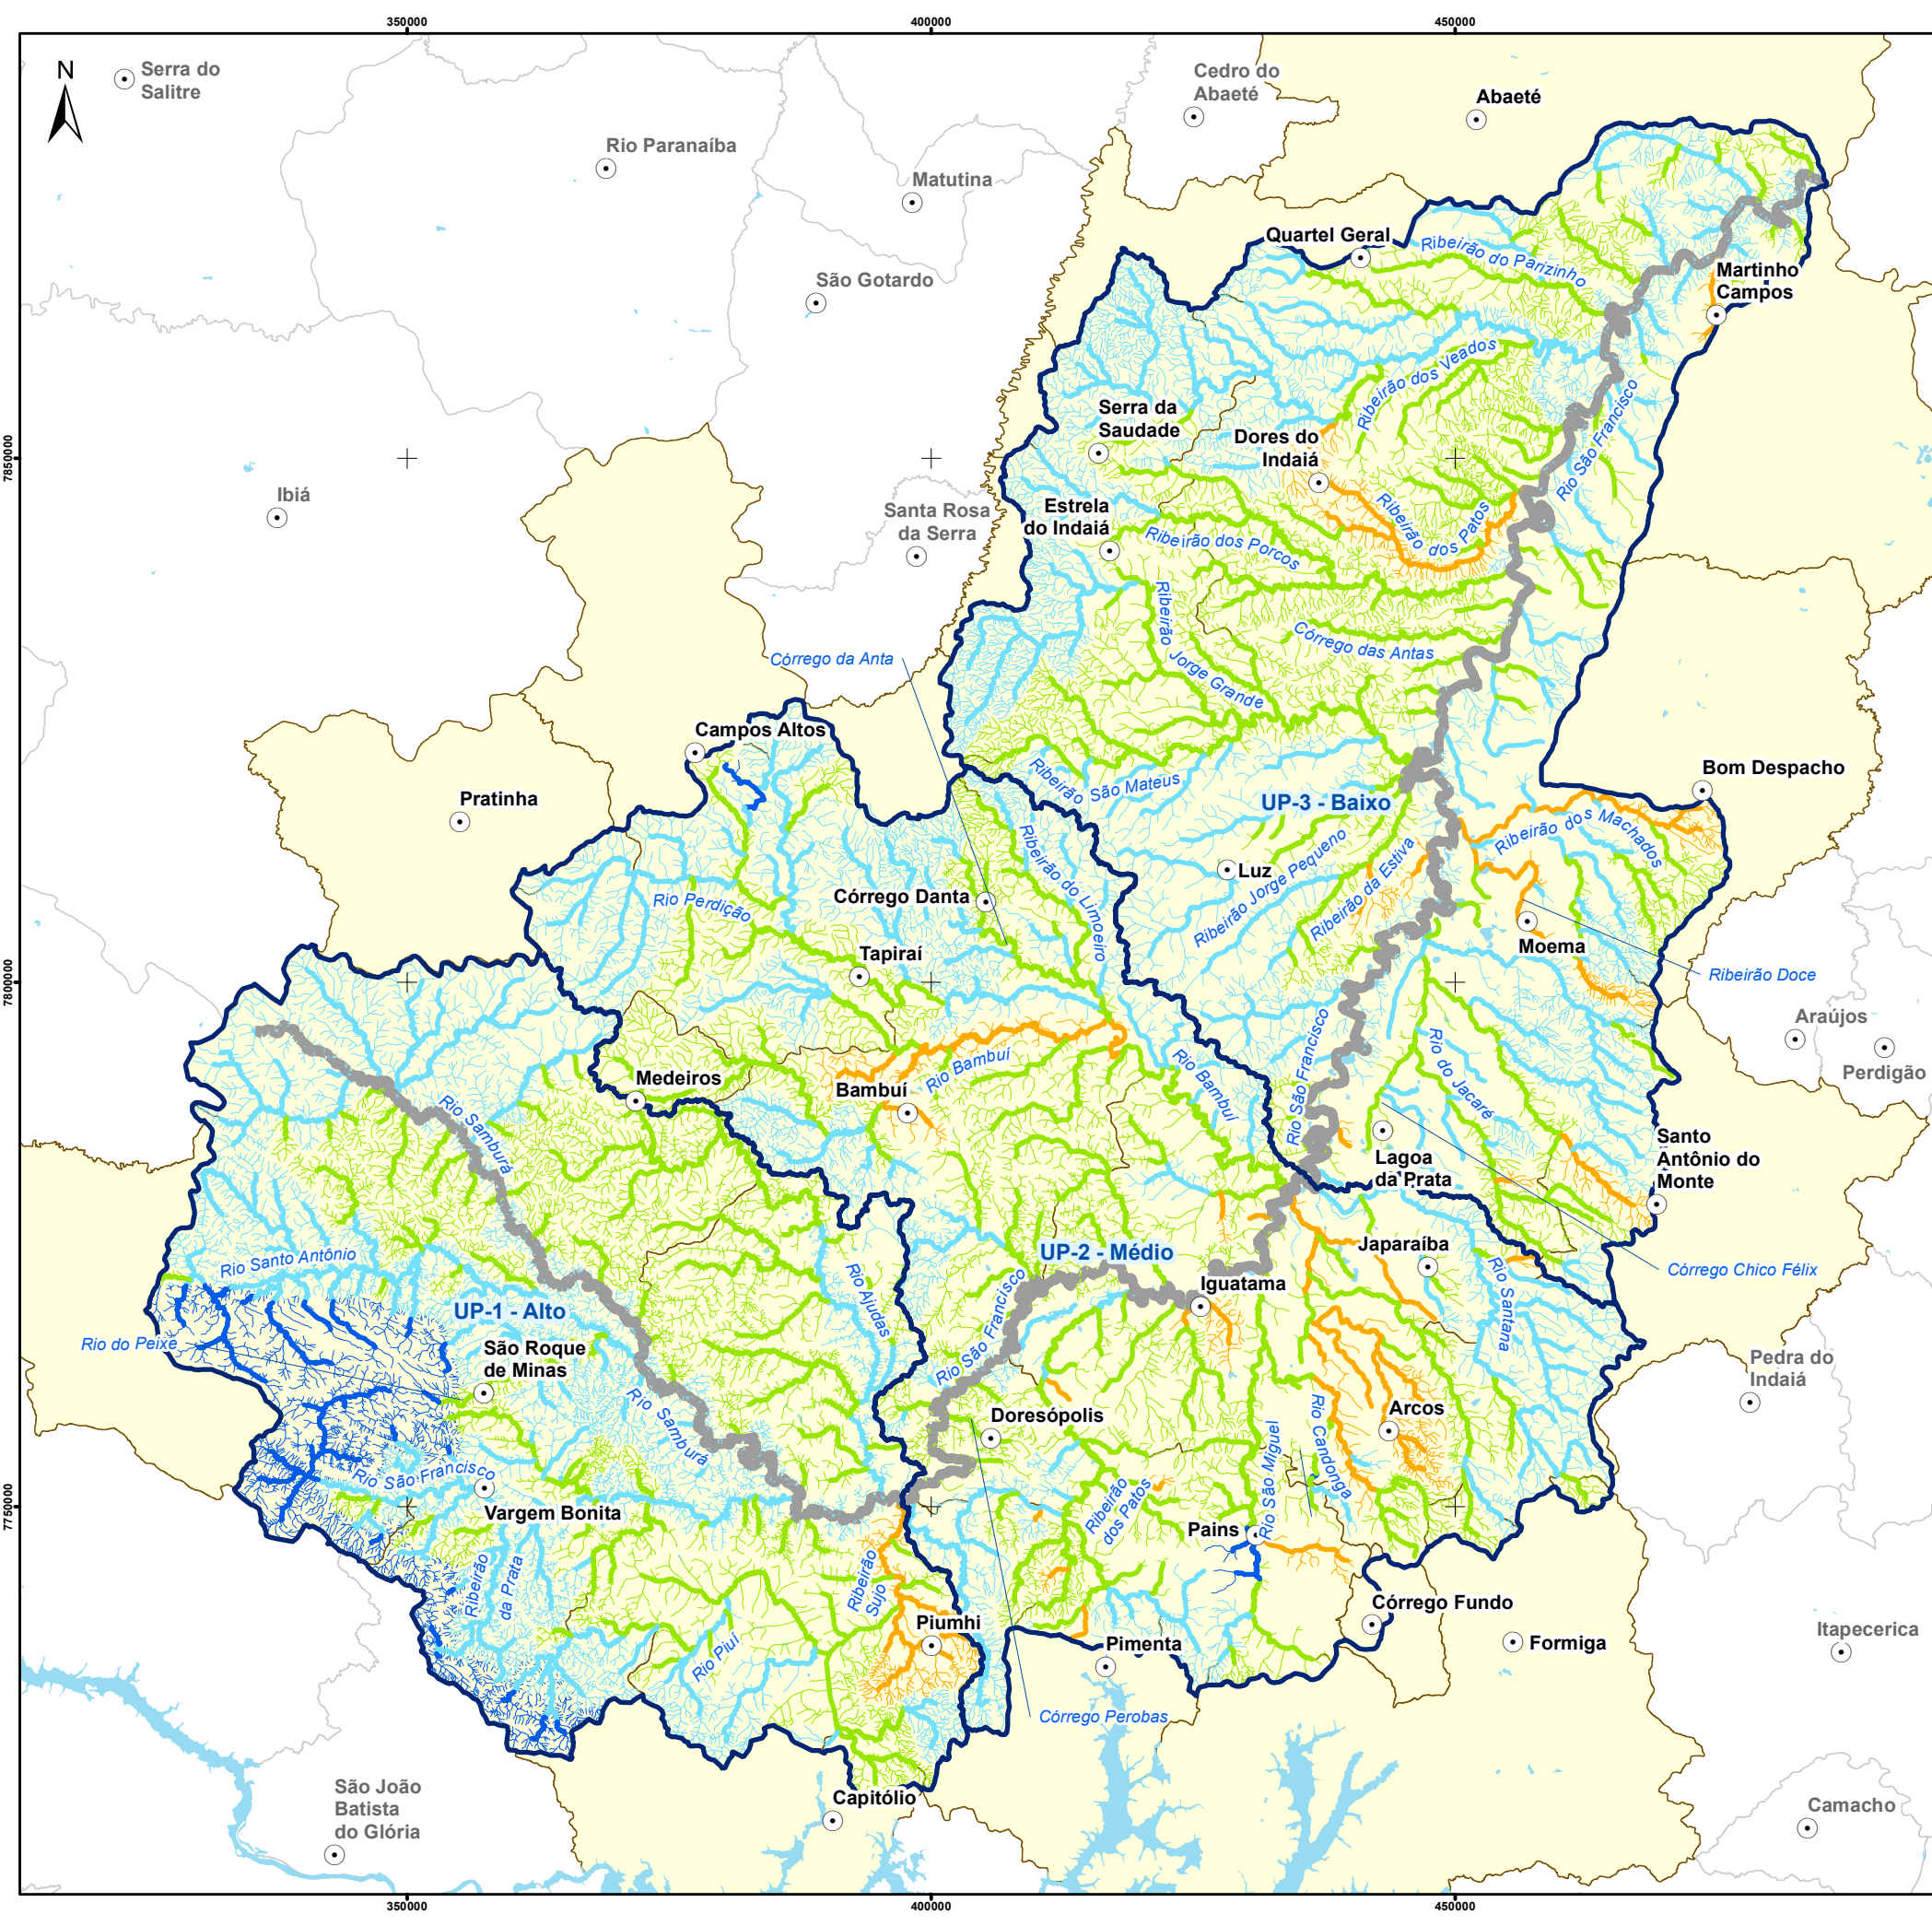 350000
400000
450000
N
Serra do
Salitre
Cedro do
Abaeté
Abaeté
Rio Paranaíba
Matutina
São Gotardo
Quartel Geral
Ribeirão do Parizinho
Martinho
Campos
Ribeirão dos Veados
Rio São Francisco
Serra da
Saudade
Dores do
Indaiá
7850000
Ibiá
Santa Rosa
da Serra
Estrela
do Indaiá
Ribeirão dos Patos
Ribeirão dos Porcos
Ribeirão Jorge Grande
Córrego das Antas
Córrego da Anta
Campos Altos
Pratinha
Ribeirão São Mateus
UP-3 - Baixo
Bom Despacho
Ribeirão dos Machados
Ribeirão do Limoeiro
Luz
Ribeirão Jorge Pequeno
Ribeirão da Estiva
Córrego Danta
Rio Perdição
Moema
Tapiraí
Ribeirão Doce
7800000
Araújos
Perdigão
Rio São Francisco
Rio do Jacaré
Medeiros
Bambuí
Rio Bambuí
Rio Bambuí
Rio Samburá
Lagoa
da Prata
Santo
Antônio do
Monte
Rio Santo Antônio
UP-2 - Médio
Japaraíba
Córrego Chico Félix
Iguatama
Rio Ajudas
Rio São Francisco
Rio Santana
UP-1 - Alto
Rio do Peixe
São Roque
de Minas
Pedra do
Indaiá
Rio Samburá
Doresópolis
Arcos
Rio Candonga
Rio São Miguel
Rio São Francisco
Vargem Bonita
7750000
Ribeirão
dos Patos
Pains
Ribeirão
da Prata
Ribeirão
Sujo
Córrego Fundo
Piumhi
Rio Piuí
Pimenta
Formiga
Itapecerica
Córrego Perobas
São João
Batista
do Glória
Capitólio
Camacho
350000
400000
450000